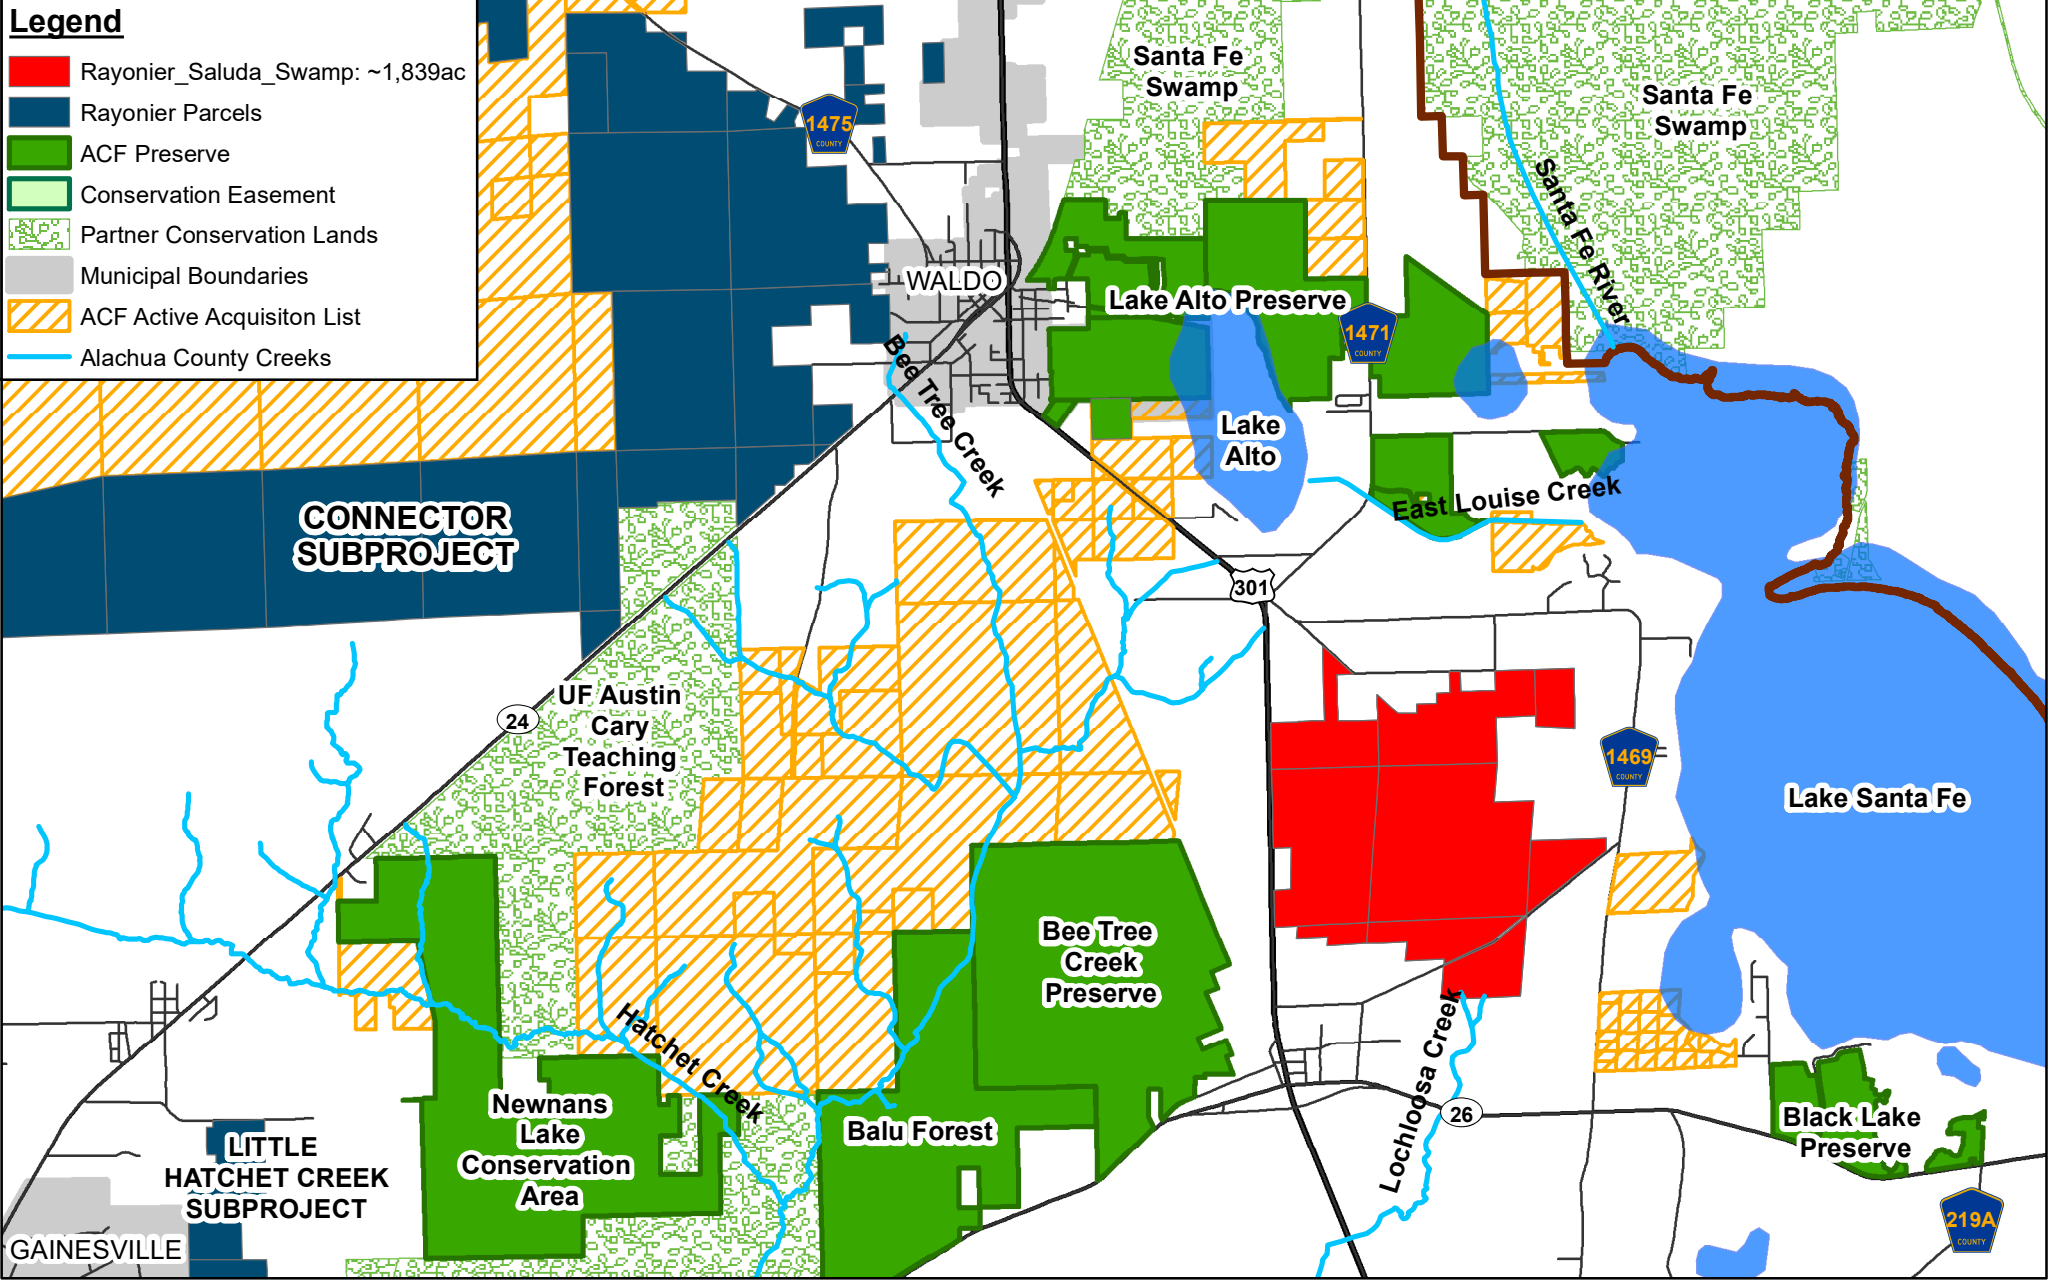 Legend
Rayonier_Saluda_Swamp: ~1,839ac
Rayonier Parcels
ACF Preserve
Conservation Easement
Partner Conservation Lands
Municipal Boundaries
ACF Active Acquisiton List
Alachua County Creeks
1475
COUNTY
Santa Fe
Swamp
Santa Fe
Swamp
Santa Fe River
WALDO
Lake Alto Preserve
1471
COUNTY
Bee Tree Creek
Lake
Alto
East Louise Creek
CONNECTOR
SUBPROJECT
301
UF Austin
Cary
Teaching
Forest
24
1469
COUNTY
Lake Santa Fe
Bee Tree
Creek
Preserve
Hatchet Creek
Lochloosa Creek
Newnans
Lake
Conservation
Area
Balu Forest
26
Black Lake
Preserve
LITTLE
HATCHET CREEK
SUBPROJECT
219A
COUNTY
GAINESVILLE